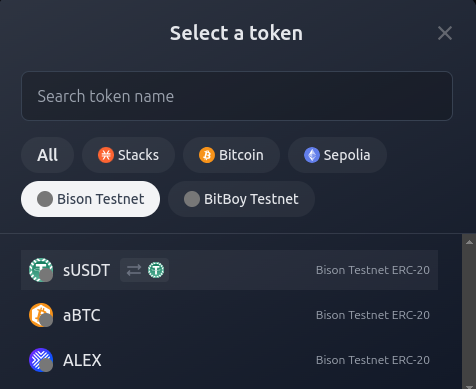 Select a token
Search token name
All Stacks Bitcoin Sepolia
Bison Testnet BitBoy Testnet
sUSDT Bison Testnet ERC-20
aBTC Bison Testnet ERC-20
ALEX Bison Testnet ERC-20